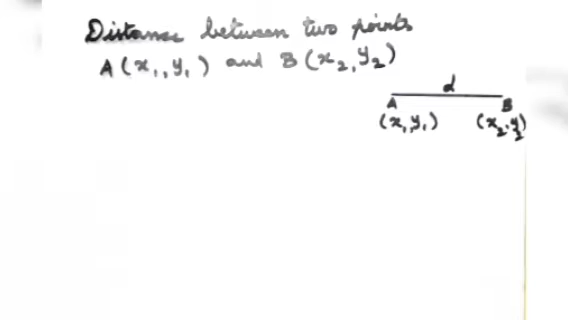 Distance between two points
A (x₁, y₁) and B (x₂, y₂)
d
A B
(x₁, y₁) (x₂, y₂)